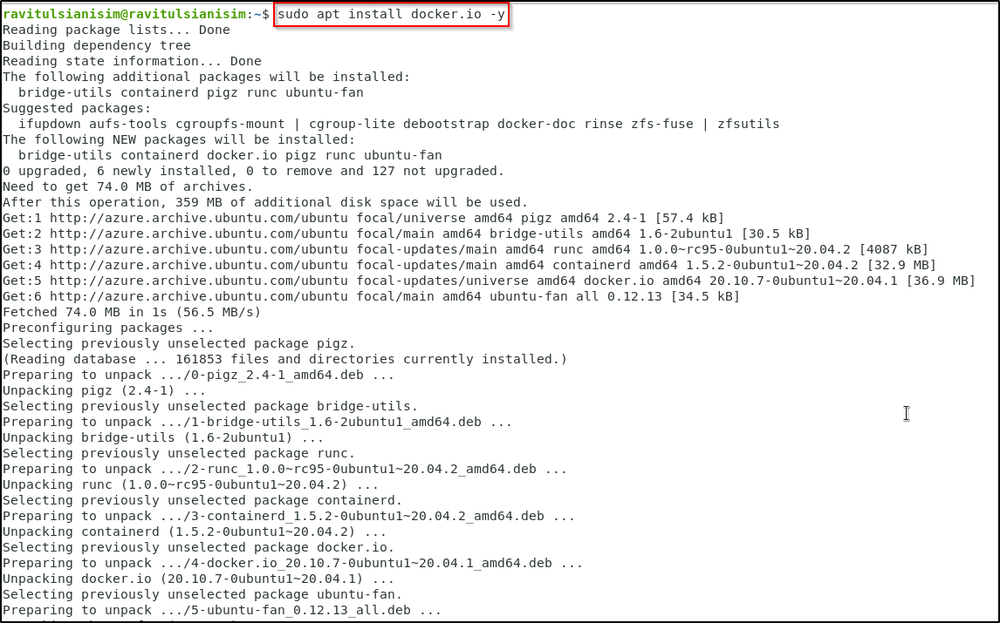 ravitulsianisim@ravitulsianisim:~$ sudo apt install docker.io -y
Reading package lists... Done
Building dependency tree
Reading state information... Done
The following additional packages will be installed:
  bridge-utils containerd pigz runc ubuntu-fan
Suggested packages:
  ifupdown aufs-tools cgroupfs-mount | cgroup-lite debootstrap docker-doc rinse zfs-fuse | zfsutils
The following NEW packages will be installed:
  bridge-utils containerd docker.io pigz runc ubuntu-fan
0 upgraded, 6 newly installed, 0 to remove and 127 not upgraded.
Need to get 74.0 MB of archives.
After this operation, 359 MB of additional disk space will be used.
Get:1 http://azure.archive.ubuntu.com/ubuntu focal/universe amd64 pigz amd64 2.4-1 [57.4 kB]
Get:2 http://azure.archive.ubuntu.com/ubuntu focal/main amd64 bridge-utils amd64 1.6-2ubuntu1 [30.5 kB]
Get:3 http://azure.archive.ubuntu.com/ubuntu focal-updates/main amd64 runc amd64 1.0.0~rc95-0ubuntu1~20.04.2 [4087 kB]
Get:4 http://azure.archive.ubuntu.com/ubuntu focal-updates/main amd64 containerd amd64 1.5.2-0ubuntu1~20.04.2 [32.9 MB]
Get:5 http://azure.archive.ubuntu.com/ubuntu focal-updates/universe amd64 docker.io amd64 20.10.7-0ubuntu1~20.04.1 [36.9 MB]
Get:6 http://azure.archive.ubuntu.com/ubuntu focal/main amd64 ubuntu-fan all 0.12.13 [34.5 kB]
Fetched 74.0 MB in 1s (56.5 MB/s)
Preconfiguring packages ...
Selecting previously unselected package pigz.
(Reading database ... 161853 files and directories currently installed.)
Preparing to unpack .../0-pigz_2.4-1_amd64.deb ...
Unpacking pigz (2.4-1) ...
Selecting previously unselected package bridge-utils.
Preparing to unpack .../1-bridge-utils_1.6-2ubuntu1_amd64.deb ...
Unpacking bridge-utils (1.6-2ubuntu1) ...
Selecting previously unselected package runc.
Preparing to unpack .../2-runc_1.0.0~rc95-0ubuntu1~20.04.2_amd64.deb ...
Unpacking runc (1.0.0~rc95-0ubuntu1~20.04.2) ...
Selecting previously unselected package containerd.
Preparing to unpack .../3-containerd_1.5.2-0ubuntu1~20.04.2_amd64.deb ...
Unpacking containerd (1.5.2-0ubuntu1~20.04.2) ...
Selecting previously unselected package docker.io.
Preparing to unpack .../4-docker.io_20.10.7-0ubuntu1~20.04.1_amd64.deb ...
Unpacking docker.io (20.10.7-0ubuntu1~20.04.1) ...
Selecting previously unselected package ubuntu-fan.
Preparing to unpack .../5-ubuntu-fan_0.12.13_all.deb ...